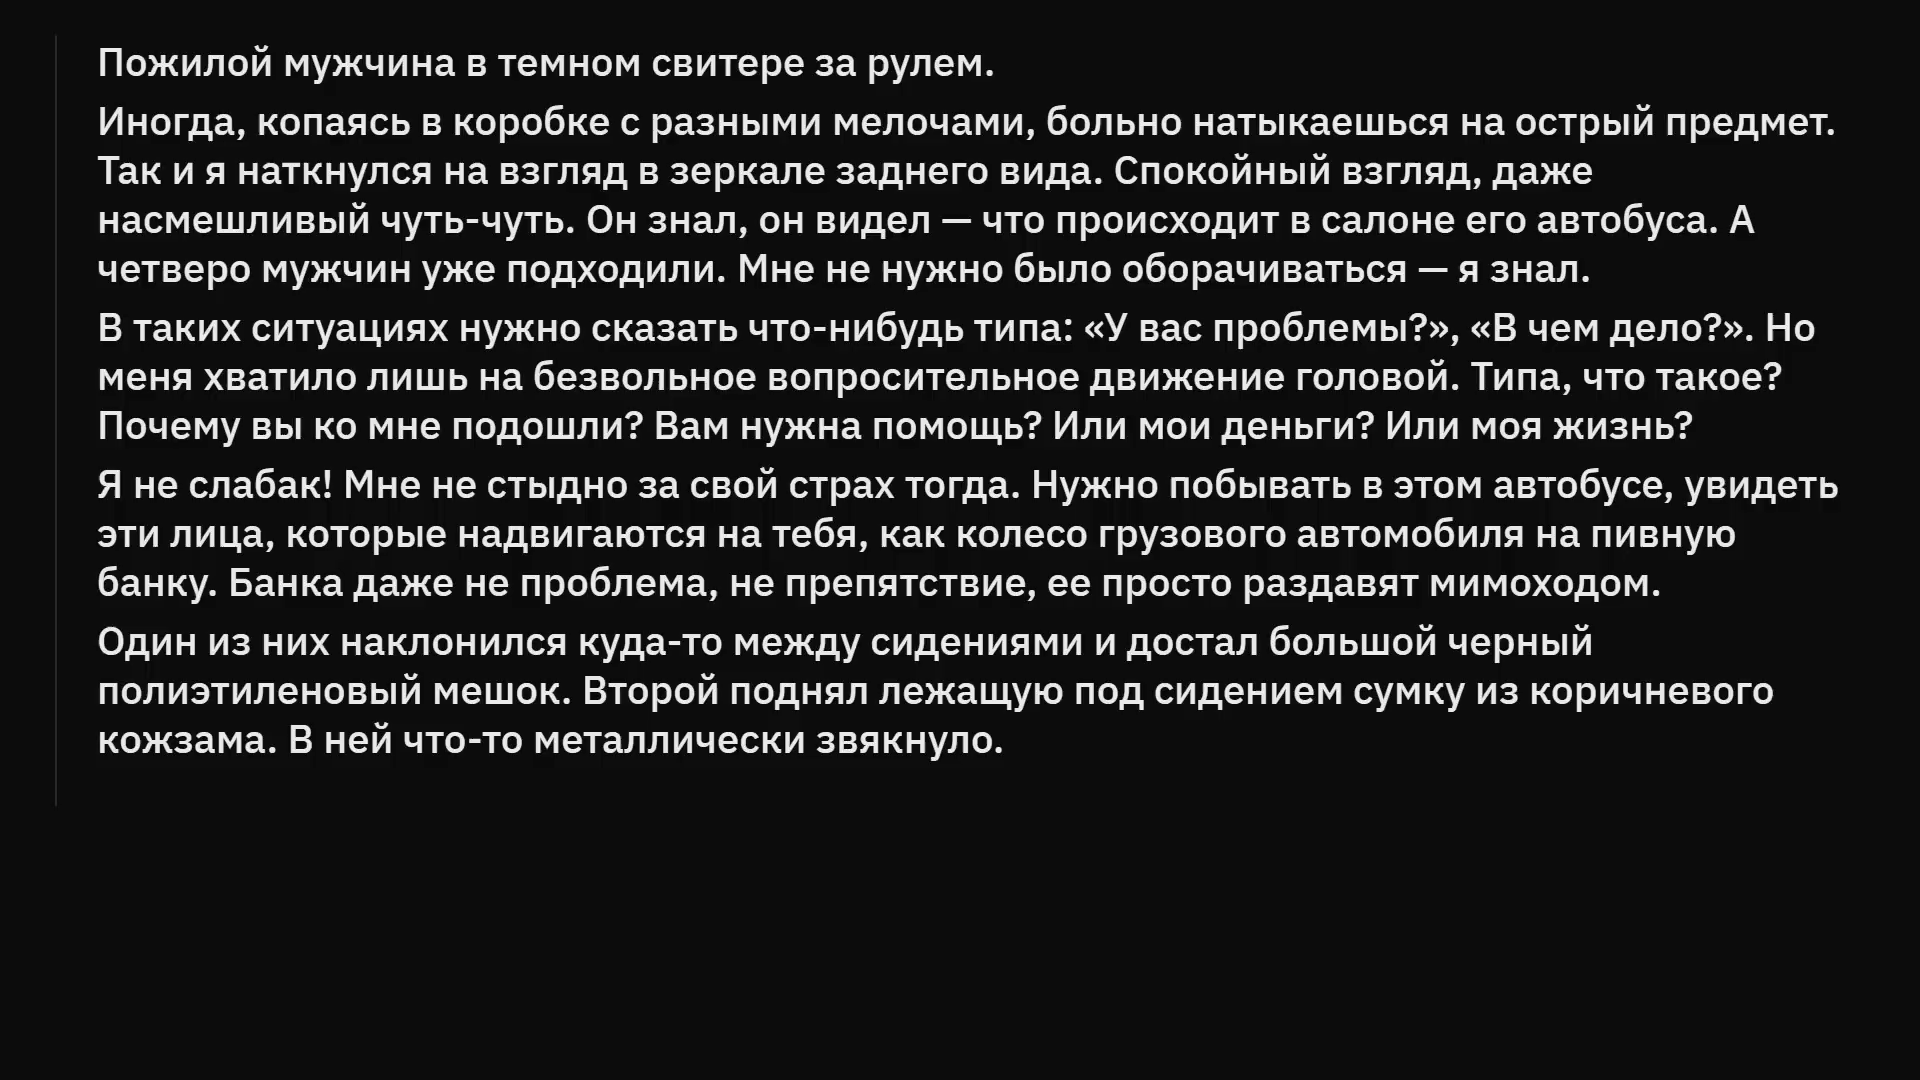 Пожилой мужчина в темном свитере за рулем.
Иногда, копаясь в коробке с разными мелочами, больно натыкаешься на острый предмет.
Так и я наткнулся на взгляд в зеркале заднего вида. Спокойный взгляд, даже
насмешливый чуть-чуть. Он знал, он видел — что происходит в салоне его автобуса. А
четверо мужчин уже подходили. Мне не нужно было оборачиваться — я знал.
В таких ситуациях нужно сказать что-нибудь типа: «У вас проблемы?», «В чем дело?». Но
меня хватило лишь на безвольное вопросительное движение головой. Типа, что такое?
Почему вы ко мне подошли? Вам нужна помощь? Или мои деньги? Или моя жизнь?
Я не слабак! Мне не стыдно за свой страх тогда. Нужно побывать в этом автобусе, увидеть
эти лица, которые надвигаются на тебя, как колесо грузового автомобиля на пивную
банку. Банка даже не проблема, не препятствие, ее просто раздавят мимоходом.
Один из них наклонился куда-то между сидениями и достал большой черный
полиэтиленовый мешок. Второй поднял лежащую под сидением сумку из коричневого
кожзама. В ней что-то металлически звякнуло.